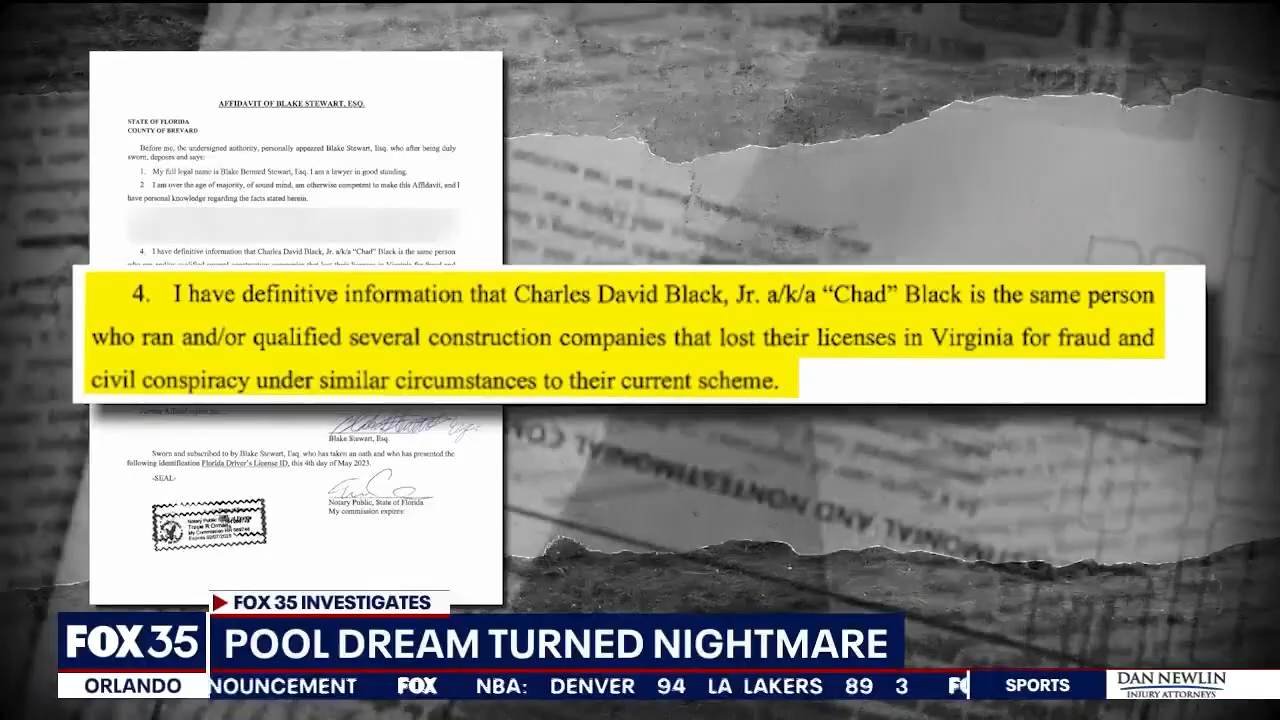 AFFIDAVIT OF BLAKE STEWART, ESQ.
STATE OF FLORIDA
COUNTY OF BREVARD
Before me, the undersigned authority, personally appeared Blake Stewart, Esq. who after being duly
sworn, deposes and says:
1. My full legal name is Blake Bernard Stewart, Esq. I am a lawyer in good standing.
2 I am over the age of majority, of sound mind, am otherwise competent to make this Affidavit, and I
have personal knowledge regarding the facts stated herein.
4. I have definitive information that Charles David Black, Jr. a/k/a “Chad” Black is the same person
4. I have definitive information that Charles David Black, Jr. a/k/a “Chad” Black is the same person
who ran and/or qualified several construction companies that lost their licenses in Virginia for fraud and
civil conspiracy under similar circumstances to their current scheme.
Blake Stewart, Esq.
Sworn and subscribed to by Blake Stewart, Esq, who has taken an oath and who has presented the
following identification Florida Driver's License ID, this 4th day of May 2023.
-SEAL-
Notary Public, State of Florida
My commission expires:
Notary Public
My Commission
Expires
NONTESTIMONIAL AND
FOX 35 INVESTIGATES
FOX 35
POOL DREAM TURNED NIGHTMARE
ORLANDO
NOUNCEMENT FOX NBA: DENVER 94 LA LAKERS 89 3
SPORTS
DAN NEWLIN
INJURY ATTORNEYS